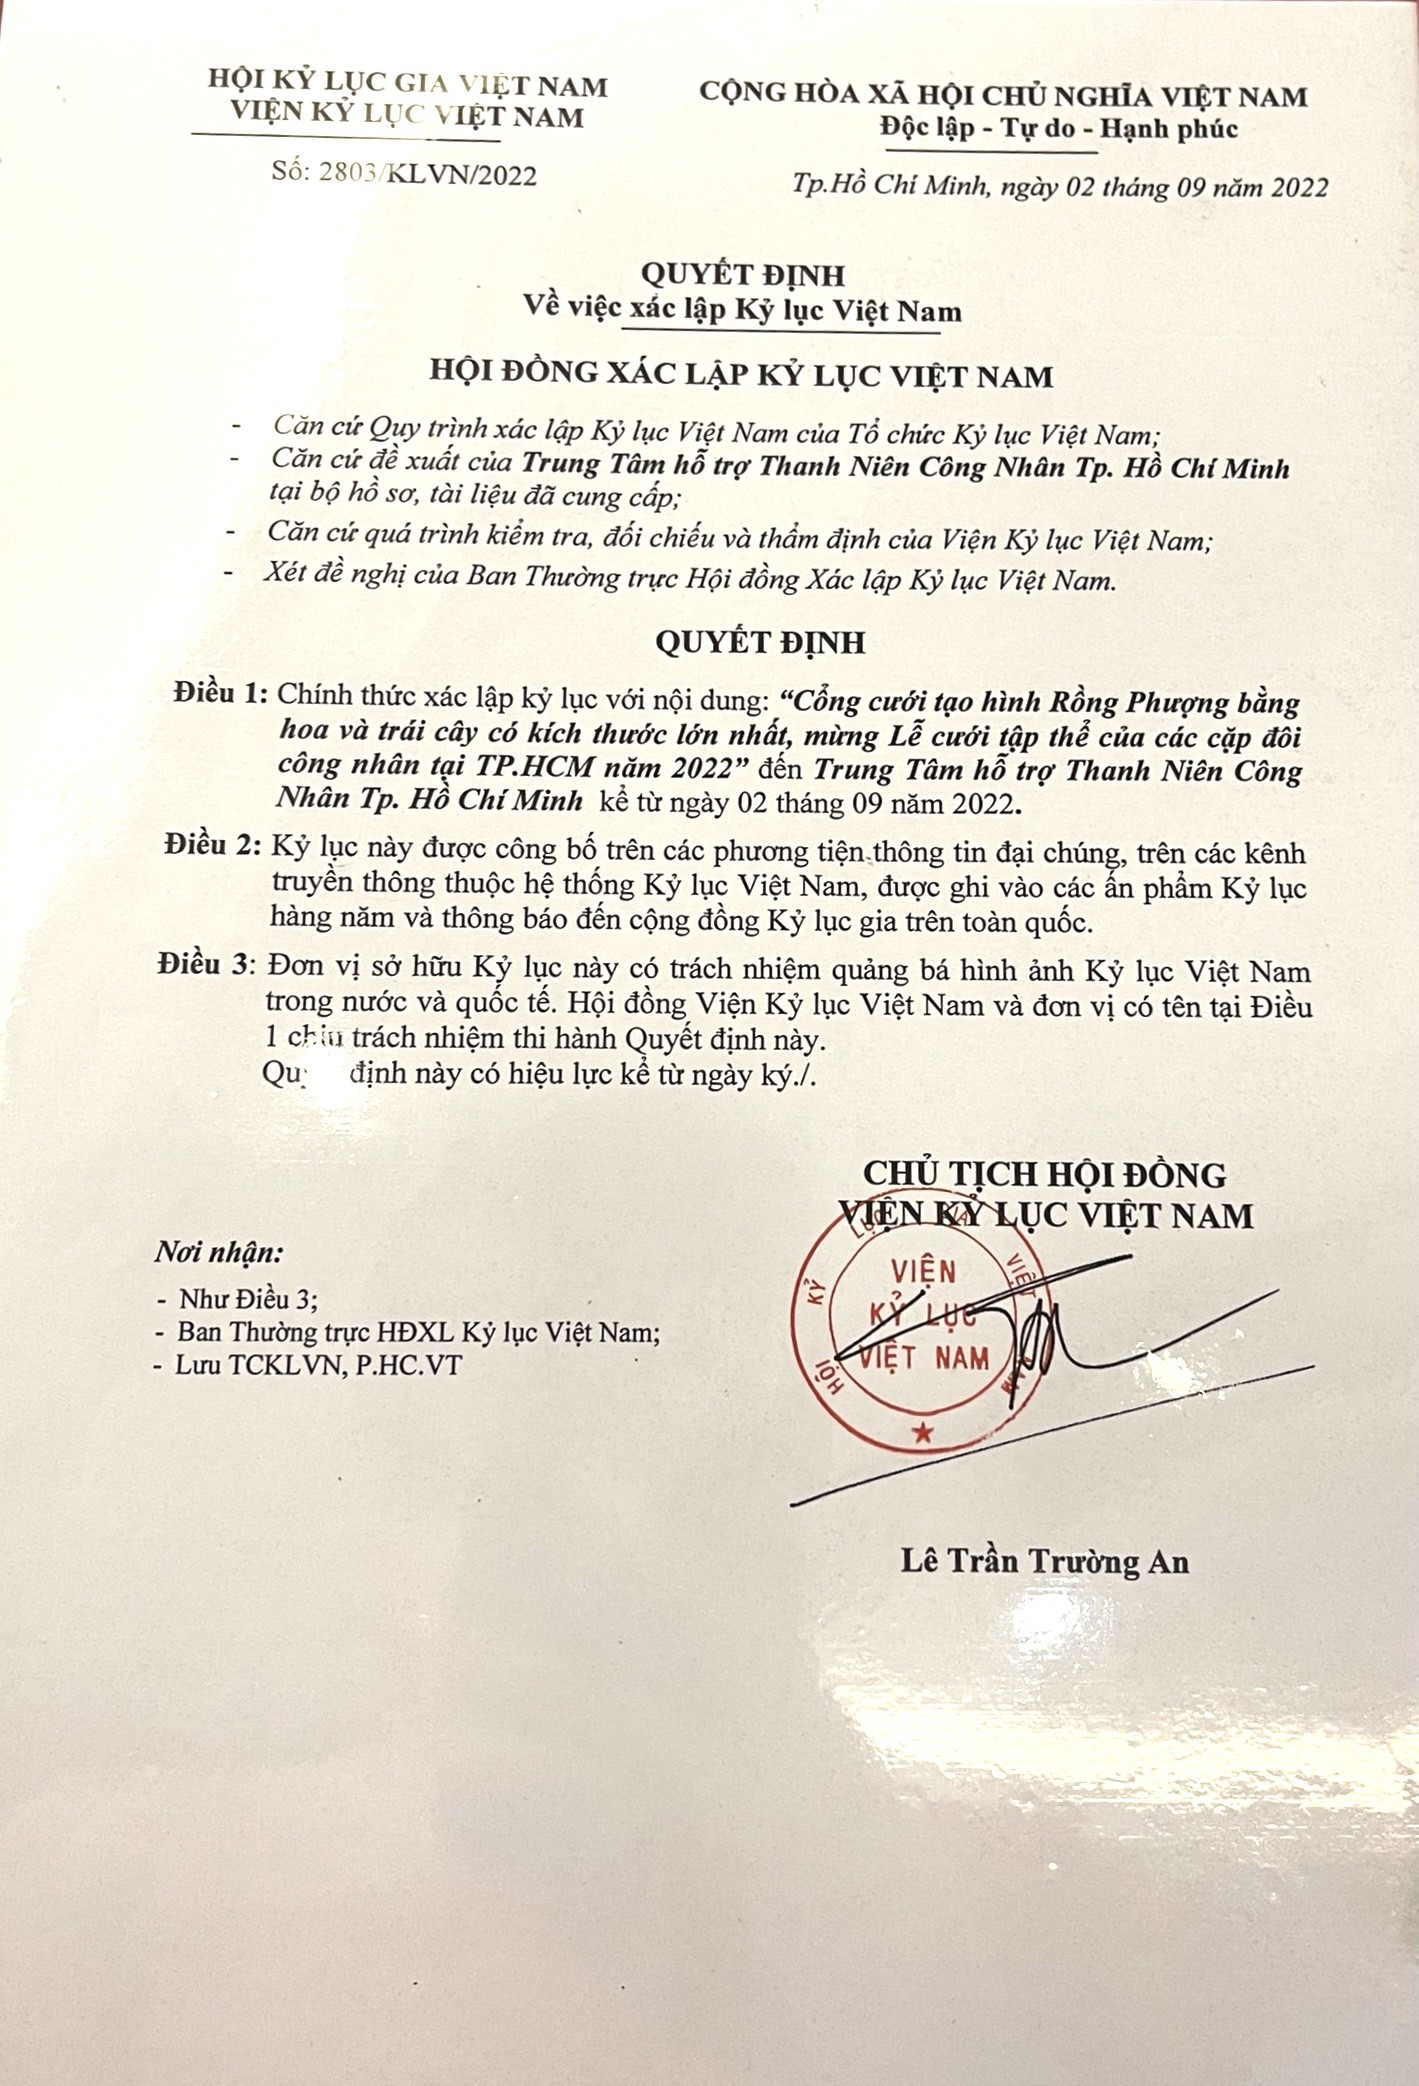 HỘI KỶ LỤC GIA VIỆT NAM
VIỆN KỶ LỤC VIỆT NAM
Số: 2803/KLVN/2022
CỘNG HÒA XÃ HỘI CHỦ NGHĨA VIỆT NAM
Độc lập - Tự do - Hạnh phúc
Tp.Hồ Chí Minh, ngày 02 tháng 09 năm 2022
QUYẾT ĐỊNH
Về việc xác lập Kỷ lục Việt Nam
HỘI ĐỒNG XÁC LẬP KỶ LỤC VIỆT NAM
- Căn cứ Quy trình xác lập Kỷ lục Việt Nam của Tổ chức Kỷ lục Việt Nam;
- Căn cứ đề xuất của Trung Tâm hỗ trợ Thanh Niên Công Nhân Tp. Hồ Chí Minh
tại bộ hồ sơ, tài liệu đã cung cấp;
- Căn cứ quá trình kiểm tra, đối chiếu và thẩm định của Viện Kỷ lục Việt Nam;
- Xét đề nghị của Ban Thường trực Hội đồng Xác lập Kỷ lục Việt Nam.
QUYẾT ĐỊNH
Điều 1: Chính thức xác lập kỷ lục với nội dung: “Cổng cưới tạo hình Rồng Phượng bằng
hoa và trái cây có kích thước lớn nhất, mừng Lễ cưới tập thể của các cặp đôi
công nhân tại TP.HCM năm 2022” đến Trung Tâm hỗ trợ Thanh Niên Công
Nhân Tp. Hồ Chí Minh kể từ ngày 02 tháng 09 năm 2022.
Điều 2: Kỷ lục này được công bố trên các phương tiện thông tin đại chúng, trên các kênh
truyền thông thuộc hệ thống Kỷ lục Việt Nam, được ghi vào các ấn phẩm Kỷ lục
hàng năm và thông báo đến cộng đồng Kỷ lục gia trên toàn quốc.
Điều 3: Đơn vị sở hữu Kỷ lục này có trách nhiệm quảng bá hình ảnh Kỷ lục Việt Nam
trong nước và quốc tế. Hội đồng Viện Kỷ lục Việt Nam và đơn vị có tên tại Điều
1 chịu trách nhiệm thi hành Quyết định này.
định này có hiệu lực kể từ ngày ký./.
CHỦ TỊCH HỘI ĐỒNG
VIỆN KỶ LỤC VIỆT NAM
HỘI KỶ LỤC GIA VIỆT NAM
VIỆN
KỶ LỤC
VIỆT NAM
Nơi nhận:
- Như Điều 3;
- Ban Thường trực HĐXL Kỷ lục Việt Nam;
- Lưu TCKLVN, P.HC.VT
Lê Trần Trường An